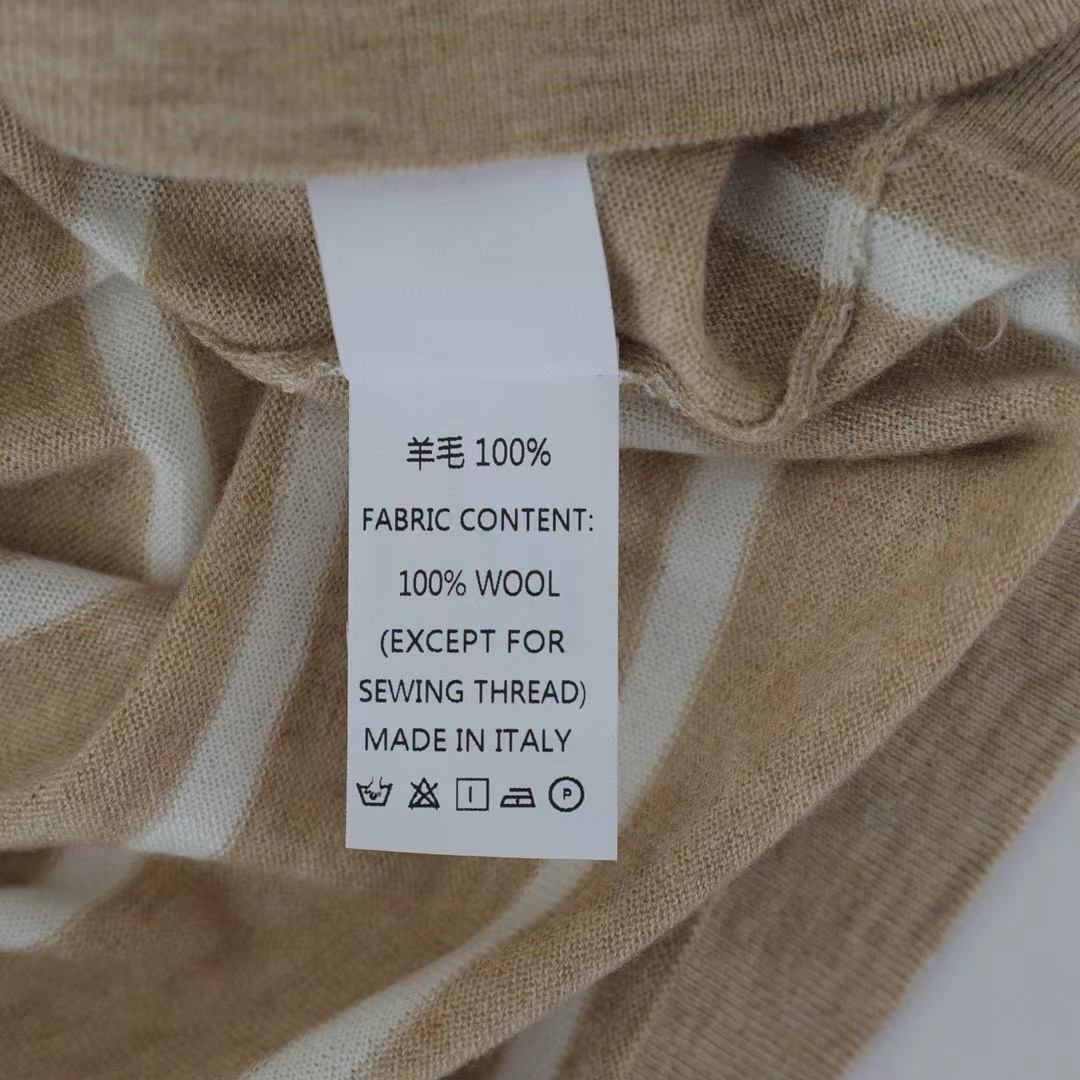 羊毛 100%
FABRIC CONTENT:
100% WOOL
(EXCEPT FOR
SEWING THREAD)
MADE IN ITALY
P